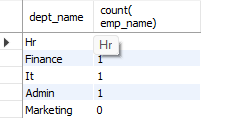 dept_name count(
emp_name)
Hr Hr
Finance 1
It 1
Admin 1
Marketing 0